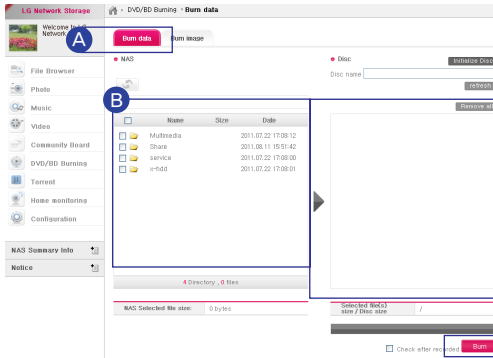 LG Network Storage
DVD/BD Burning • Burn data
Welcome to LG
Network
A
Burn data
Burn image
NAS
Disc
Initialize Disc
Disc name
refresh
B
Remove all
Name Size Date
Multimedia 2011.07.22 17:08:12
Share 2011.08.11 15:51:42
service 2011.07.22 17:08:00
x-hdd 2011.07.22 17:08:01
File Browser
Photo
Music
Video
Community Board
DVD/BD Burning
Torrent
Home monitoring
Configuration
NAS Summary Info
Notice
4 Directory , 0 files
NAS Selected file size: 0 bytes
Selected file(s)
size / Disc size /
Check after recorded
Burn